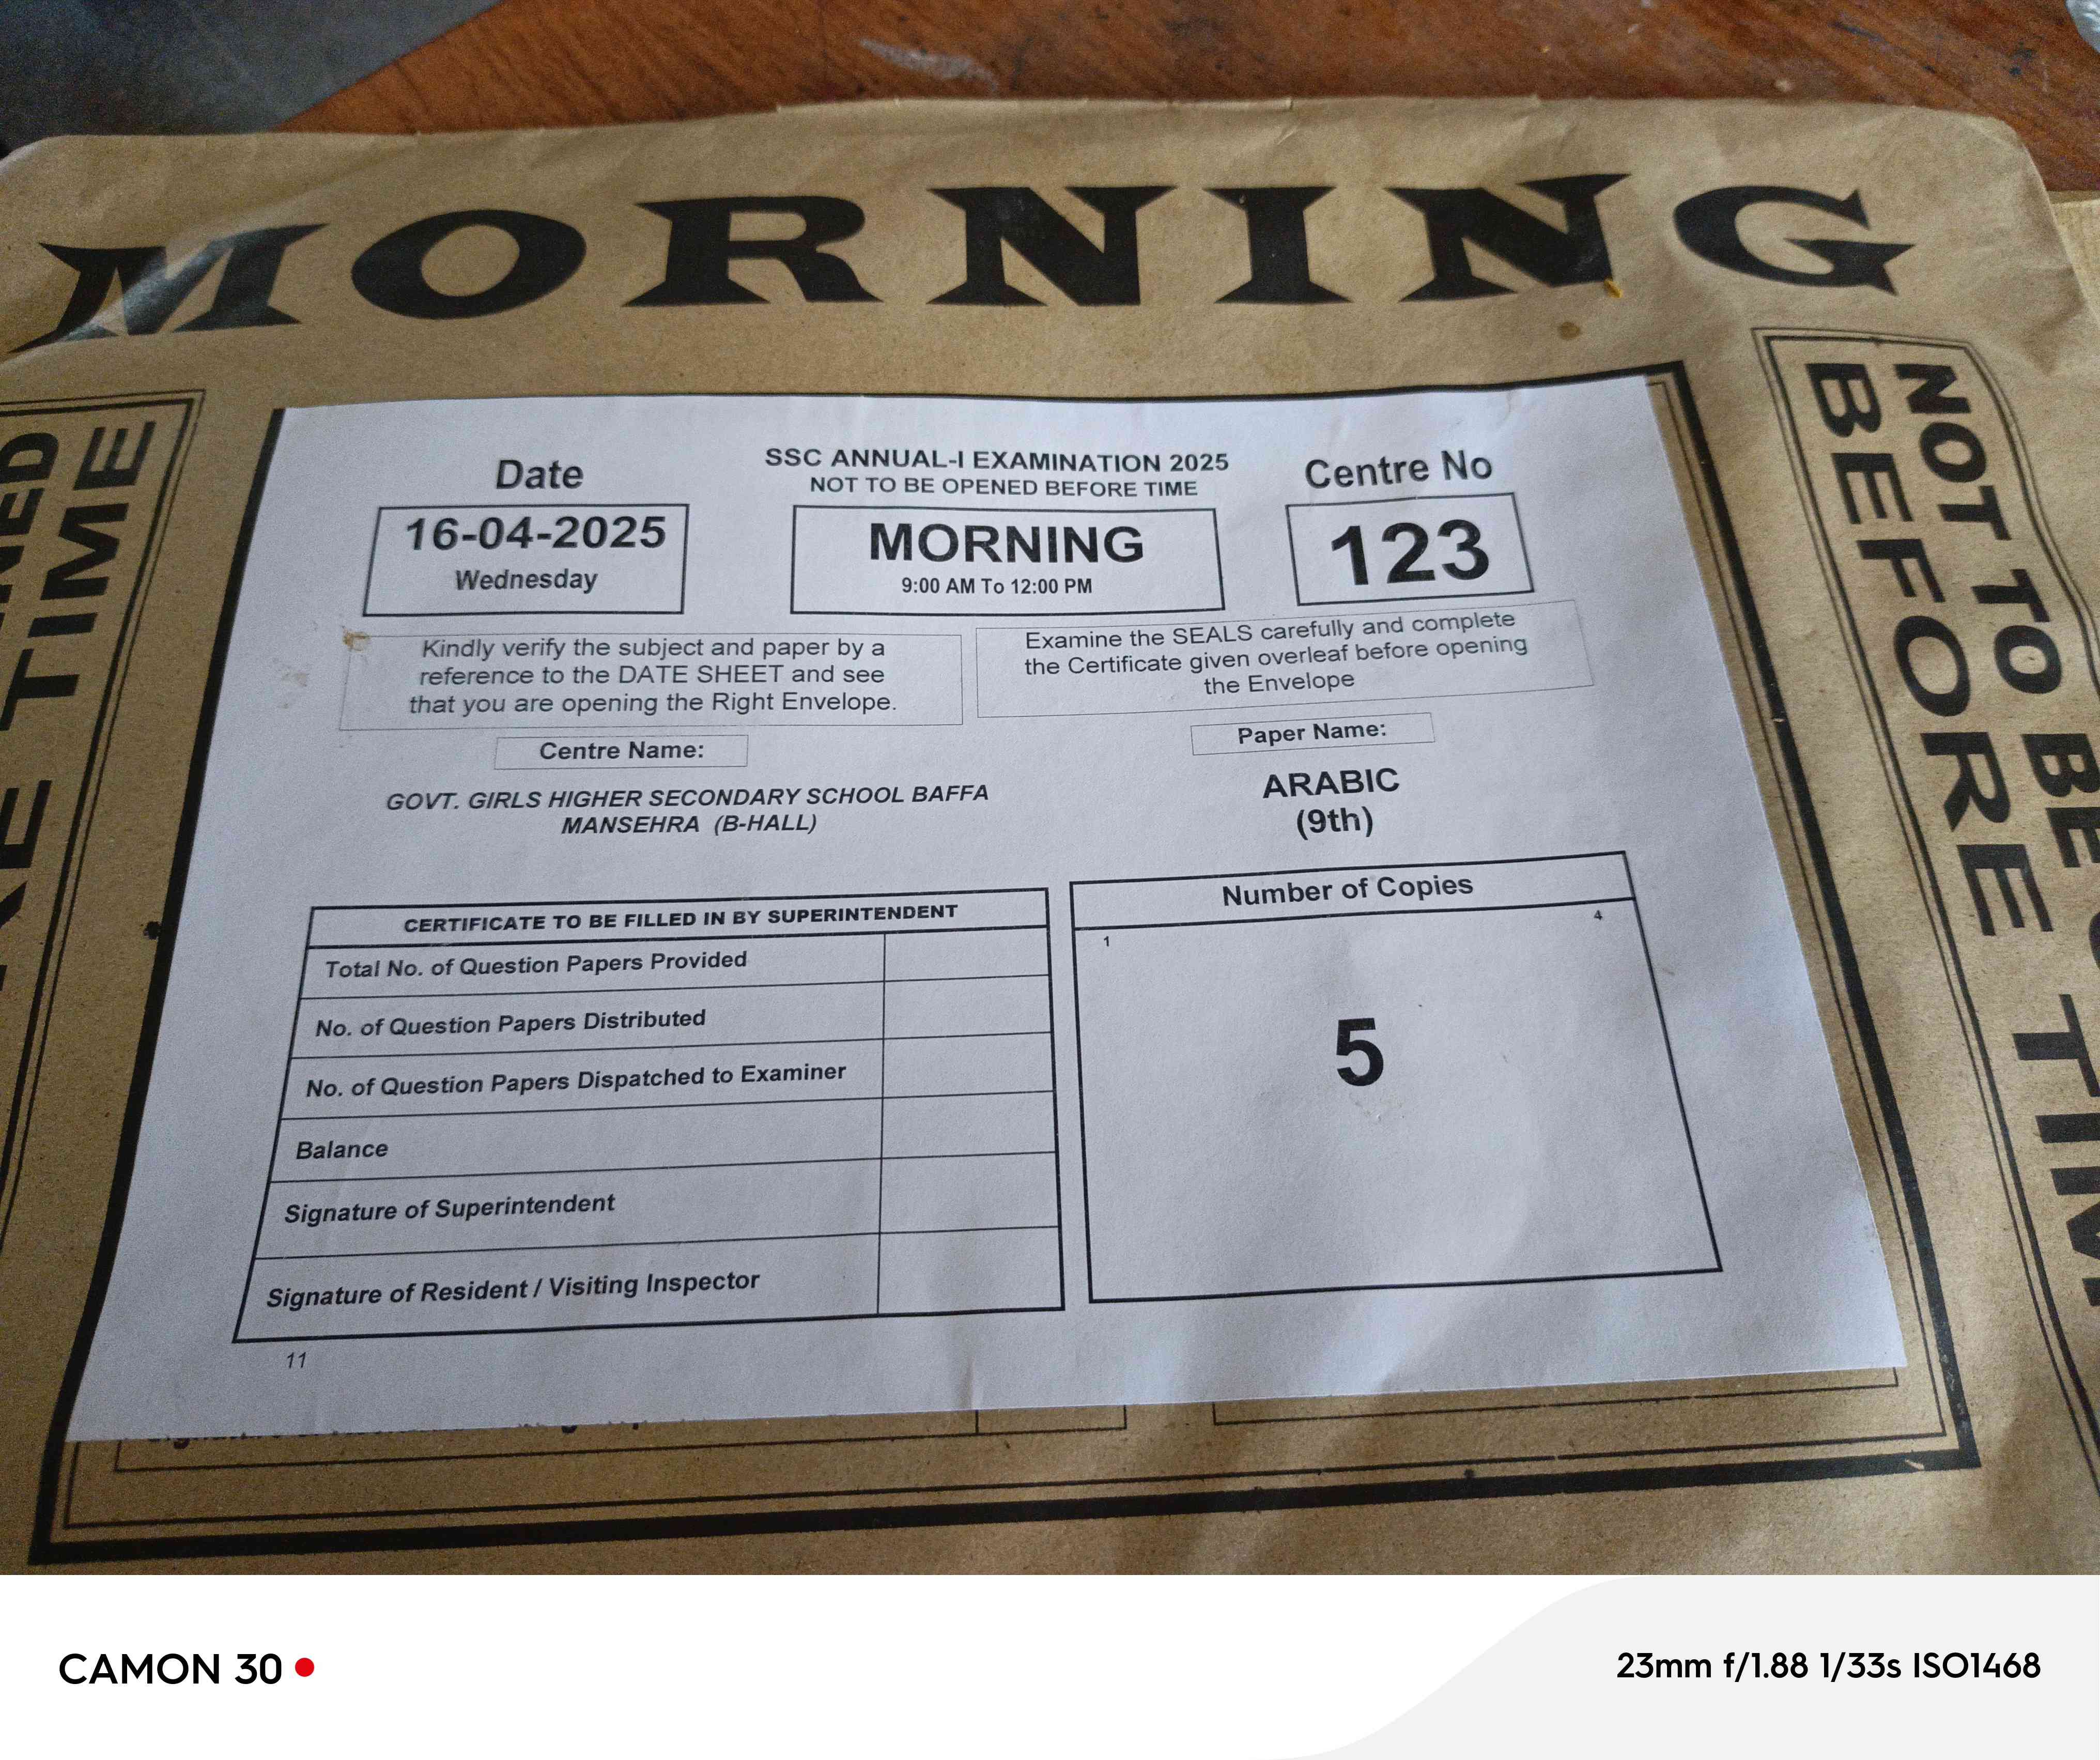 MORNING
NOT TO BE
BEFORE TIME
Date
16-04-2025
Wednesday
SSC ANNUAL-I EXAMINATION 2025
NOT TO BE OPENED BEFORE TIME
MORNING
9:00 AM To 12:00 PM
Centre No
123
Kindly verify the subject and paper by a
reference to the DATE SHEET and see
that you are opening the Right Envelope.
Examine the SEALS carefully and complete
the Certificate given overleaf before opening
the Envelope
Centre Name:
GOVT. GIRLS HIGHER SECONDARY SCHOOL BAFFA
MANSEHRA (B-HALL)
Paper Name:
ARABIC
(9th)
CERTIFICATE TO BE FILLED IN BY SUPERINTENDENT
Total No. of Question Papers Provided
No. of Question Papers Distributed
No. of Question Papers Dispatched to Examiner
Balance
Signature of Superintendent
Signature of Resident / Visiting Inspector
Number of Copies
1
4
5
11
TIME
CAMON 30
23mm f/1.88 1/33s ISO1468